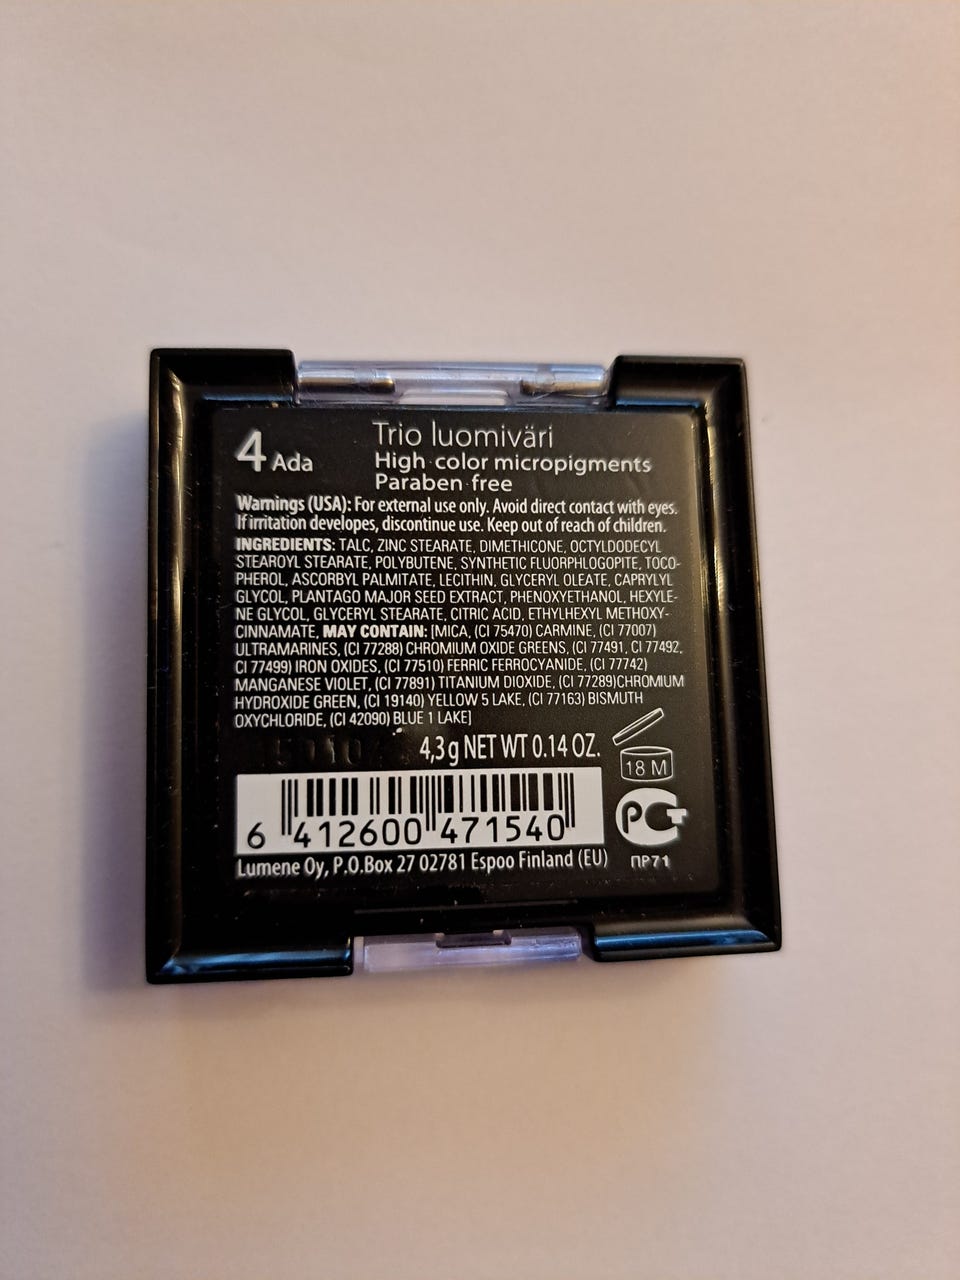 4 Ada
Trio luomiväri
High color micropigments
Paraben free
Warnings (USA): For external use only. Avoid direct contact with eyes.
If irritation developes, discontinue use. Keep out of reach of children.
INGREDIENTS: TALC, ZINC STEARATE, DIMETHICONE, OCTYLDODECYL
STEAROYL STEARATE, POLYBUTENE, SYNTHETIC FLUORPHLOGOPITE, TOCO-
PHEROL, ASCORBYL PALMITATE, LECITHIN, GLYCERYL OLEATE, CAPRYLYL
GLYCOL, PLANTAGO MAJOR SEED EXTRACT, PHENOXYETHANOL, HEXYLE-
NE GLYCOL, GLYCERYL STEARATE, CITRIC ACID, ETHYLHEXYL METHOXY-
CINNAMATE, MAY CONTAIN: [MICA, (CI 75470) CARMINE, (CI 77007)
ULTRAMARINES, (CI 77288) CHROMIUM OXIDE GREENS, (CI 77491, CI 77492,
CI 77499) IRON OXIDES, (CI 77510) FERRIC FERROCYANIDE, (CI 77742)
MANGANESE VIOLET, (CI 77891) TITANIUM DIOXIDE, (CI 77289)CHROMIUM
HYDROXIDE GREEN, (CI 19140) YELLOW 5 LAKE, (CI 77163) BISMUTH
OXYCHLORIDE, (CI 42090) BLUE 1 LAKE]
4,3 g NET WT 0.14 OZ.
18 M
6 412600 471540
PCT
ПР71
Lumene Oy, P.O.Box 27 02781 Espoo Finland (EU)